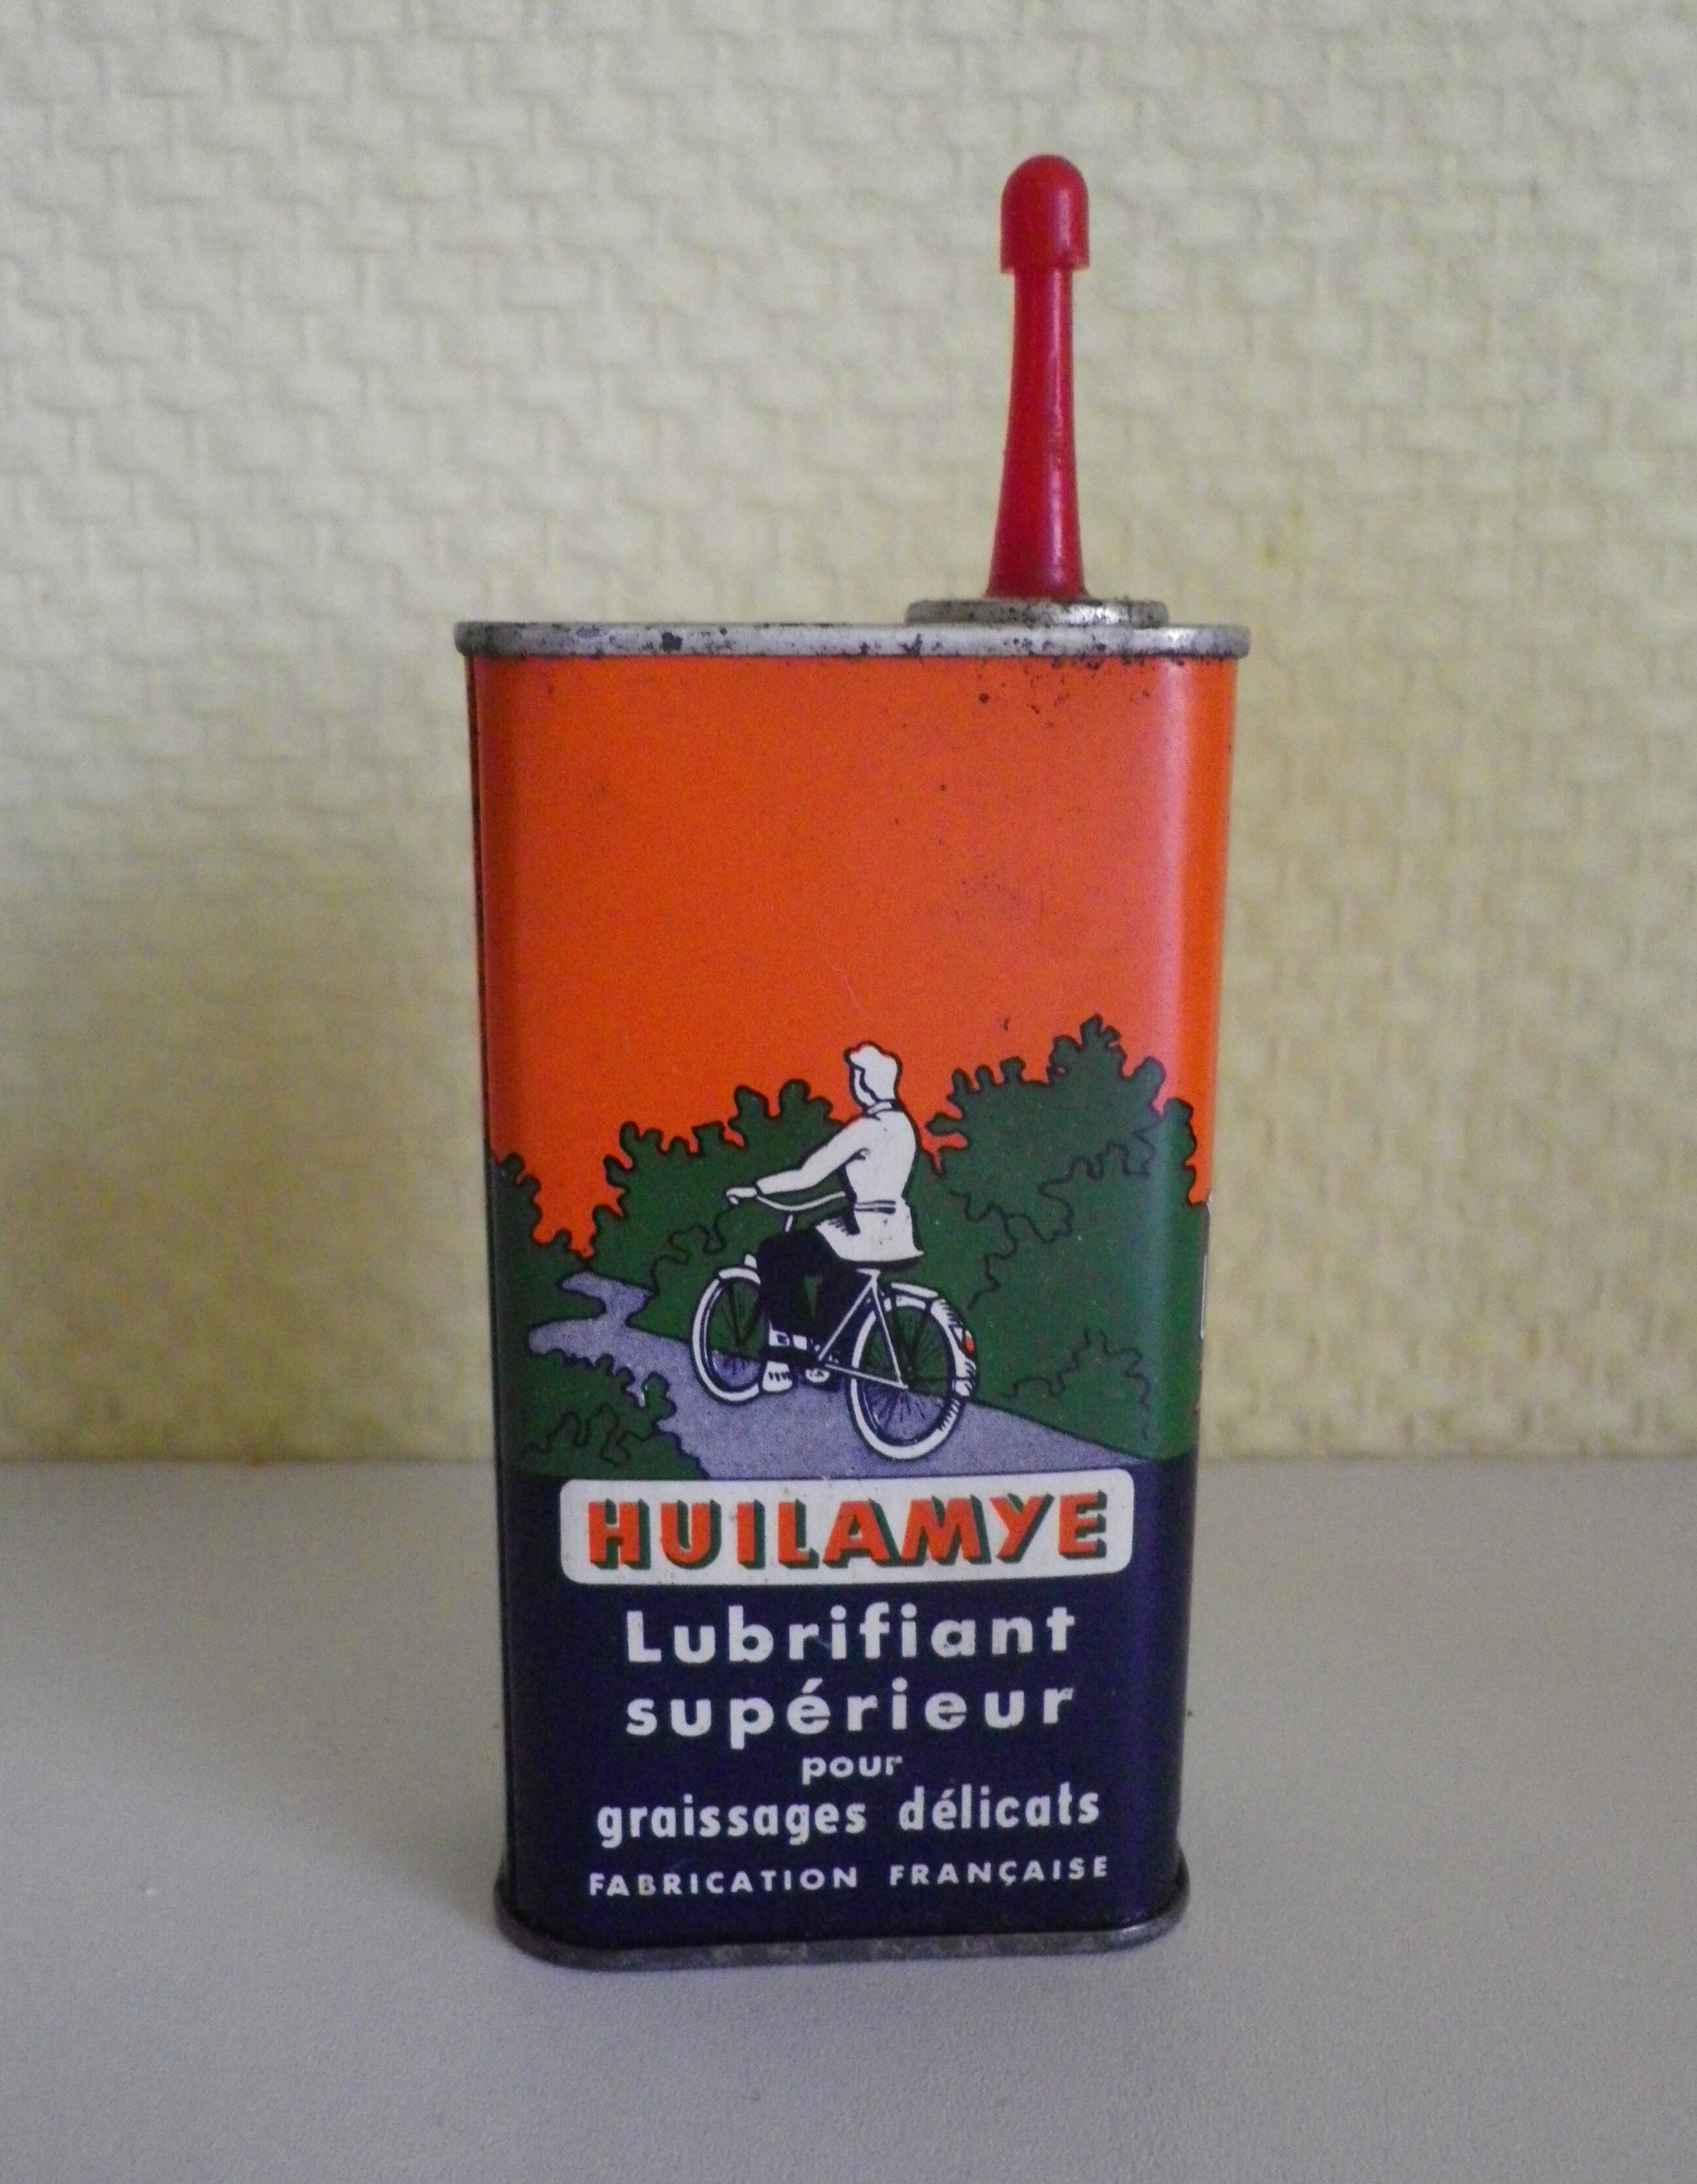 HUILAMYE
Lubrifiant
supérieur
pour
graissages délicats
FABRICATION FRANÇAISE